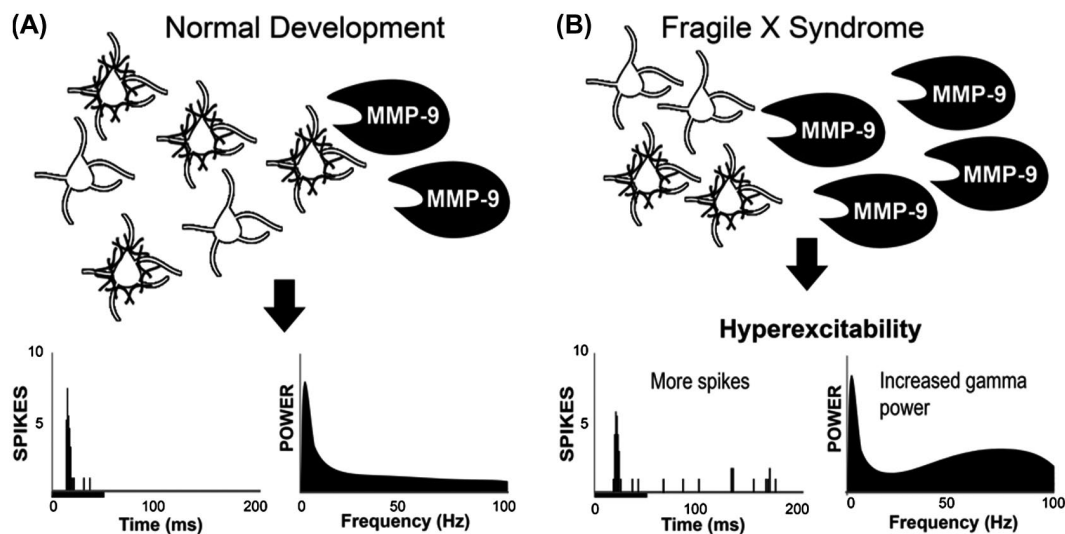 (A) Normal Development
MMP-9
MMP-9
10
5
SPIKES
0
100
200
Time (ms)
POWER
0
50
100
Frequency (Hz)
(B) Fragile X Syndrome
MMP-9
MMP-9
MMP-9
MMP-9
Hyperexcitability
10
5
SPIKES
More spikes
0
100
200
Time (ms)
POWER
Increased gamma
power
0
50
100
Frequency (Hz)